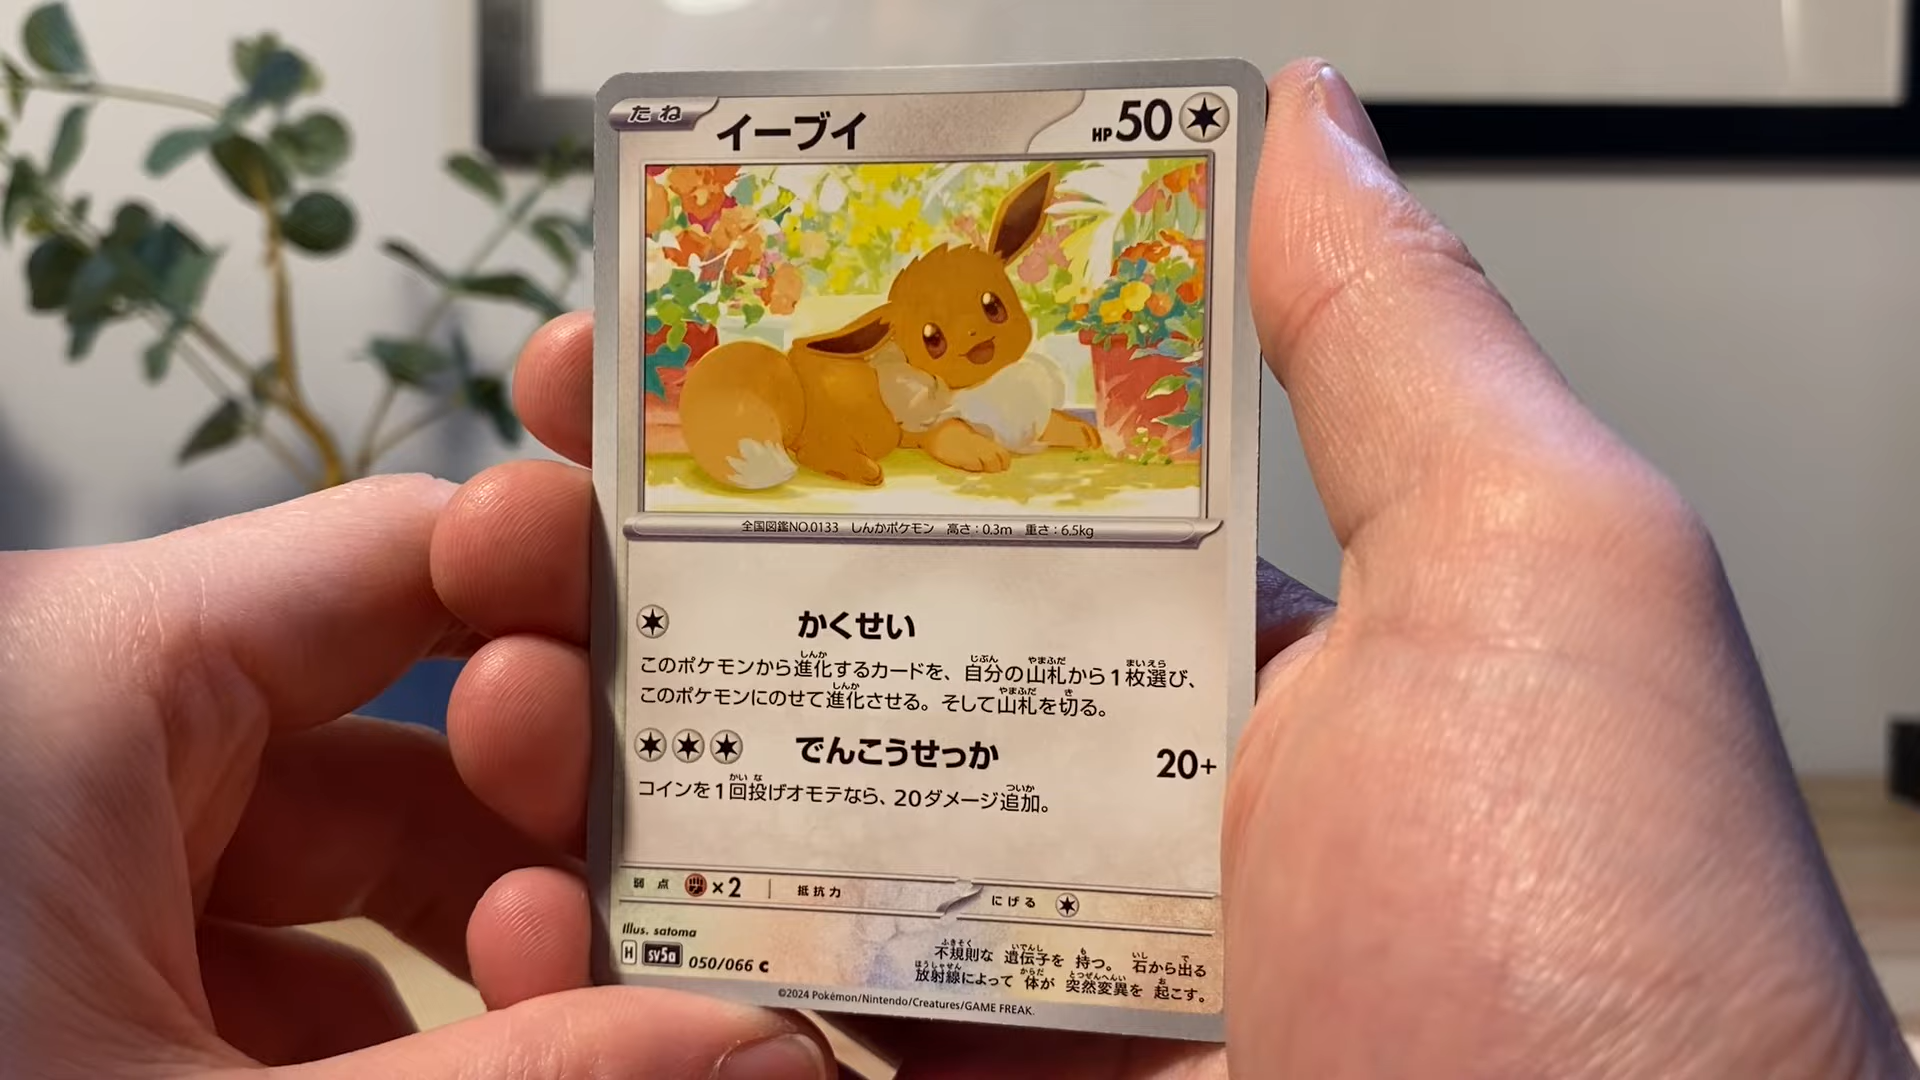 たね イーブイ HP50
全国図鑑NO.0133 しんかポケモン 高さ:0.3m 重さ:6.5kg
かくせい
このポケモンから進化するカードを、自分の山札から1枚選び、
このポケモンにのせて進化させる。そして山札を切る。
でんこうせっか 20+
コインを1回投げオモテなら、20ダメージ追加。
弱点 ×2 抵抗力 にげる
Illus. satoma
H sv5a 050/066 C
不規則な 遺伝子を 持つ。 石から出る
放射線によって 体が 突然変異を 起こす。
©2024 Pokémon/Nintendo/Creatures/GAME FREAK.